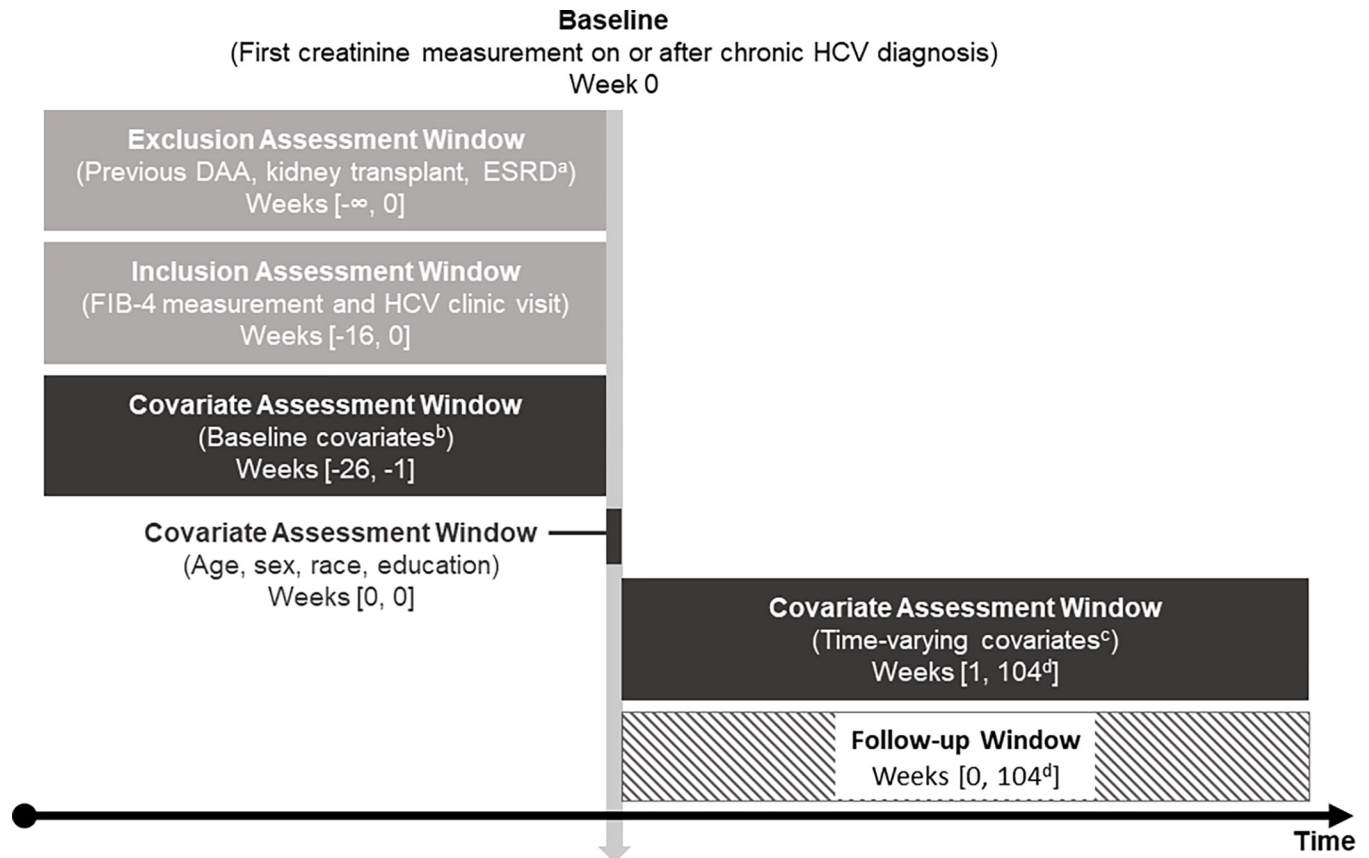 Baseline
(First creatinine measurement on or after chronic HCV diagnosis)
Week 0
Exclusion Assessment Window
(Previous DAA, kidney transplant, ESRDᵃ)
Weeks [-∞, 0]
Inclusion Assessment Window
(FIB-4 measurement and HCV clinic visit)
Weeks [-16, 0]
Covariate Assessment Window
(Baseline covariatesᵇ)
Weeks [-26, -1]
Covariate Assessment Window
(Age, sex, race, education)
Weeks [0, 0]
Covariate Assessment Window
(Time-varying covariatesᶜ)
Weeks [1, 104ᵈ]
Follow-up Window
Weeks [0, 104ᵈ]
Time